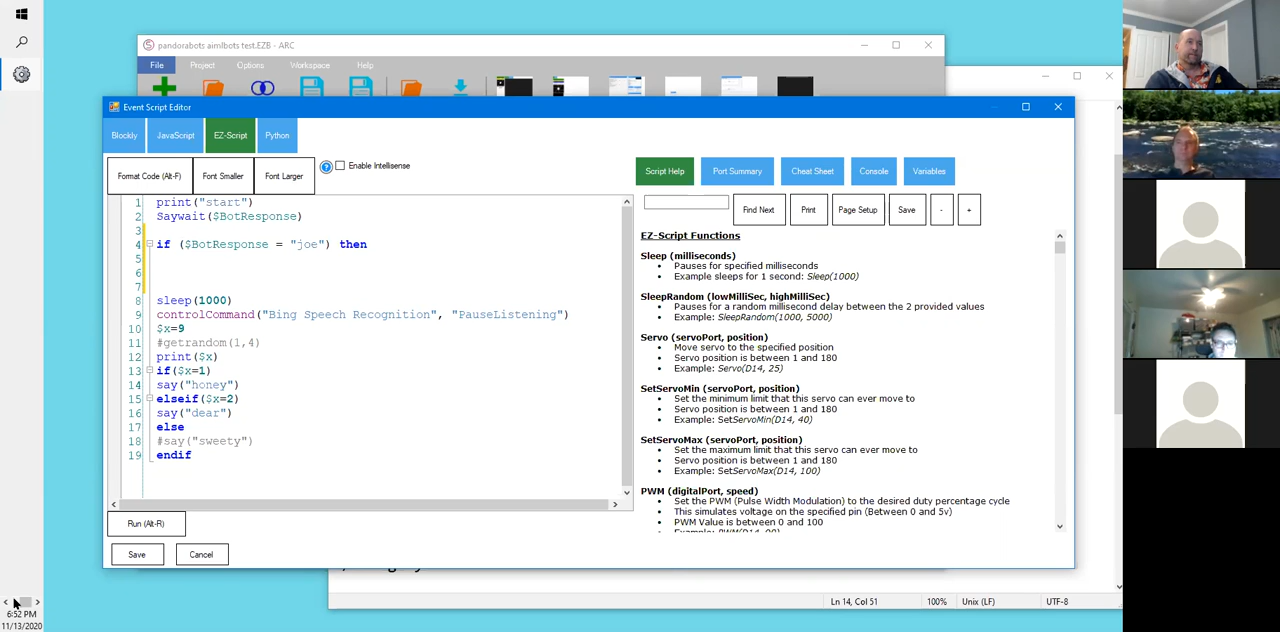 pandorabots aimlbots test.EZB - ARC
File Project Options Workspace Help
Event Script Editor
Blockly JavaScript EZ-Script Python
Format Code (Alt-F) Font Smaller Font Larger Enable Intellisense
1 print("start")
2 Saywait($BotResponse)
3
4 if ($BotResponse = "joe") then
5
6
7
8 sleep(1000)
9 controlCommand("Bing Speech Recognition", "PauseListening")
10 $x=9
11 #getrandom(1,4)
12 print($x)
13 if($x=1)
14 say("honey")
15 elseif($x=2)
16 say("dear")
17 else
18 #say("sweety")
19 endif
Run (Alt-R)
Save Cancel
Script Help Port Summary Cheat Sheet Console Variables
Find Next Print Page Setup Save - +
EZ-Script Functions
Sleep (milliseconds)
• Pauses for specified milliseconds
• Example sleeps for 1 second: Sleep(1000)
SleepRandom (lowMilliSec, highMilliSec)
• Pauses for a random millisecond delay between the 2 provided values
• Example: SleepRandom(1000, 5000)
Servo (servoPort, position)
• Move servo to the specified position
• Servo position is between 1 and 180
• Example: Servo(D14, 25)
SetServoMin (servoPort, position)
• Set the minimum limit that this servo can ever move to
• Servo position is between 1 and 180
• Example: SetServoMin(D14, 40)
SetServoMax (servoPort, position)
• Set the maximum limit that this servo can ever move to
• Servo position is between 1 and 180
• Example: SetServoMax(D14, 100)
PWM (digitalPort, speed)
• Set the PWM (Pulse Width Modulation) to the desired duty percentage cycle
• This simulates voltage on the specified pin (Between 0 and 5v)
• PWM Value is between 0 and 100
Ln 14, Col 51 100% Unix (LF) UTF-8
6:52 PM
11/13/2020